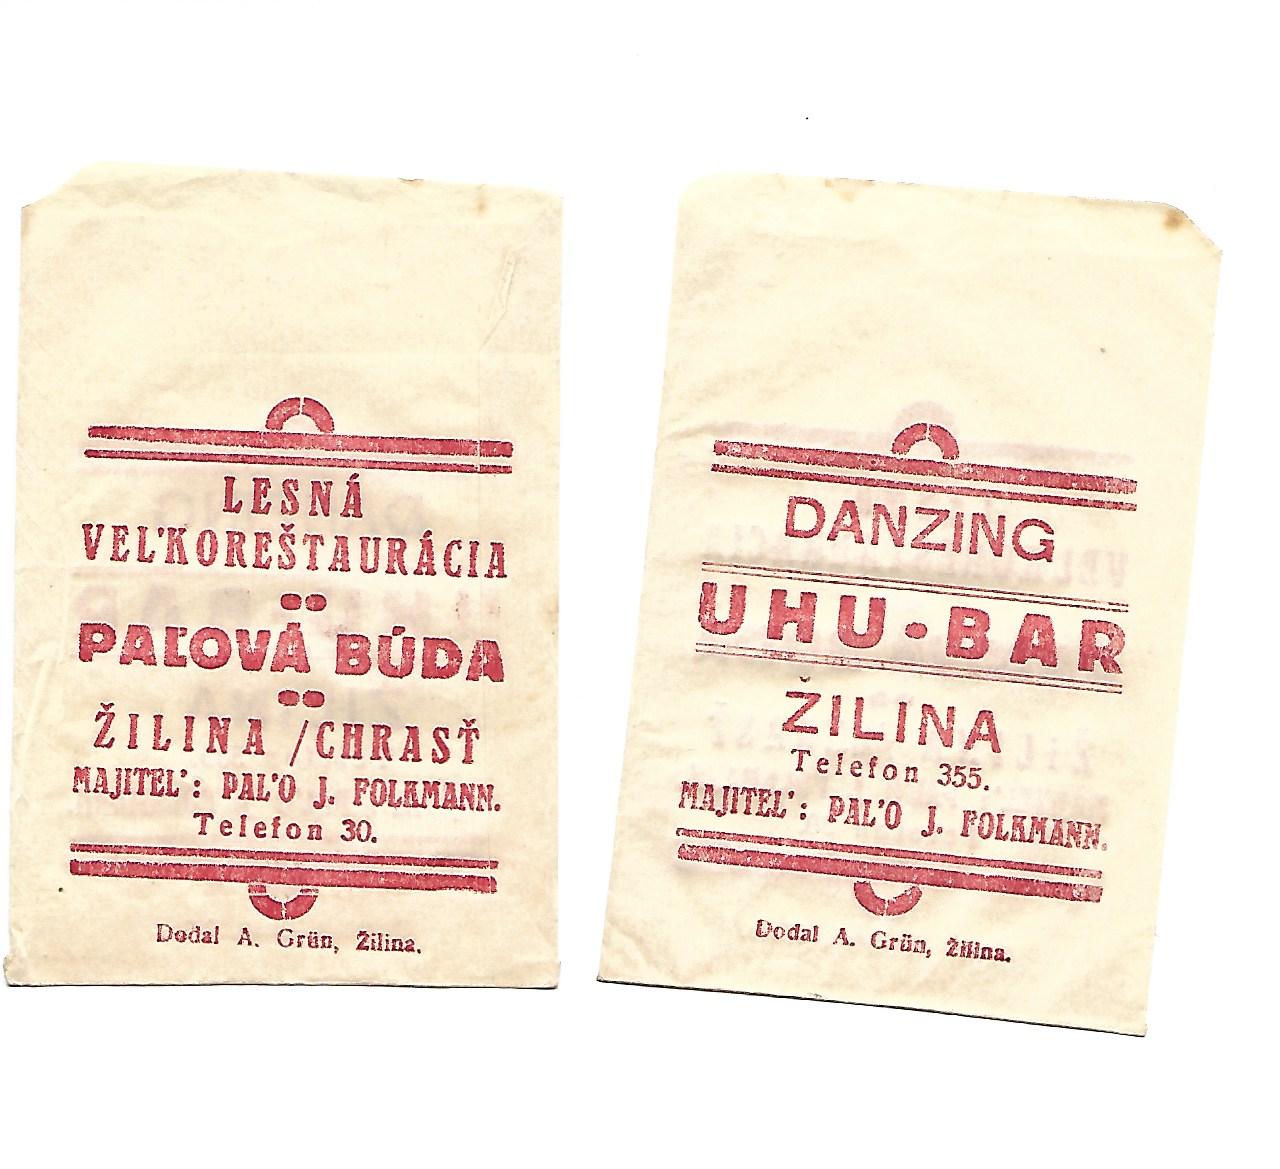 LESNÁ
VEĽKOREŠTAURÁCIA
PAĽOVÁ BÚDA
ŽILINA / CHRASŤ
MAJITEĽ: PAĽO J. FOLKMANN.
Telefon 30.
Dodal A. Grün, Žilina.
DANZING
UHU·BAR
ŽILINA
Telefon 355.
MAJITEĽ: PAĽO J. FOLKMANN.
Dodal A. Grün, Žilina.